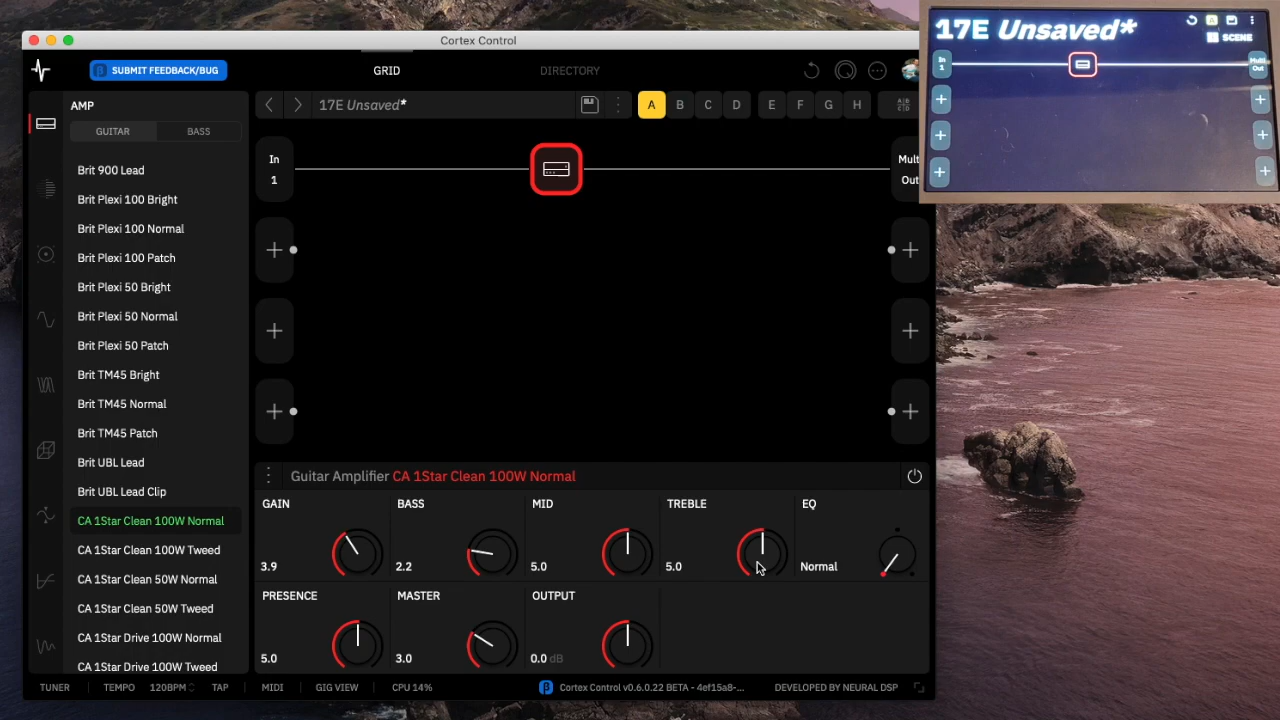 Cortex Control
SUBMIT FEEDBACK/BUG
GRID
DIRECTORY
AMP
GUITAR
BASS
Brit 900 Lead
Brit Plexi 100 Bright
Brit Plexi 100 Normal
Brit Plexi 100 Patch
Brit Plexi 50 Bright
Brit Plexi 50 Normal
Brit Plexi 50 Patch
Brit TM45 Bright
Brit TM45 Normal
Brit TM45 Patch
Brit UBL Lead
Brit UBL Lead Clip
CA 1Star Clean 100W Normal
CA 1Star Clean 100W Tweed
CA 1Star Clean 50W Normal
CA 1Star Clean 50W Tweed
CA 1Star Drive 100W Normal
CA 1Star Drive 100W Tweed
17E Unsaved*
A
B
C
D
E
F
G
H
In
1
Mult
Out
Guitar Amplifier CA 1Star Clean 100W Normal
GAIN
3.9
BASS
2.2
MID
5.0
TREBLE
5.0
EQ
Normal
PRESENCE
5.0
MASTER
3.0
OUTPUT
0.0 dB
TUNER
TEMPO
120BPM
TAP
MIDI
GIG VIEW
CPU 14%
Cortex Control v0.6.0.22 BETA - 4ef15a8-...
DEVELOPED BY NEURAL DSP
17E Unsaved*
A
SCENE
In
1
Multi
Out